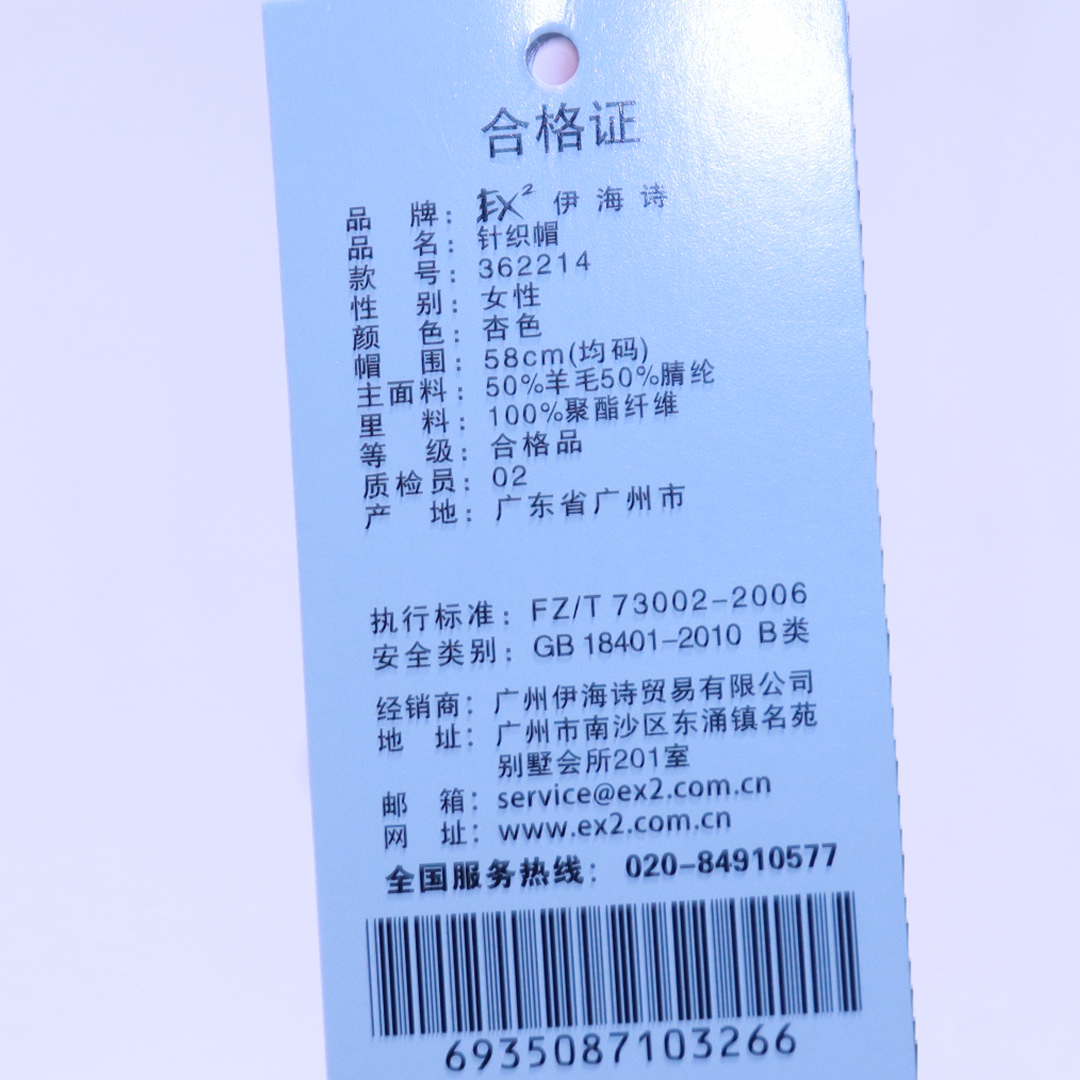 合格证
品牌：EX² 伊海诗
品名：针织帽
款号：362214
性别：女性
颜色：杏色
帽围：58cm(均码)
主面料：50%羊毛50%腈纶
里料：100%聚酯纤维
等级：合格品
质检员：02
产地：广东省广州市
执行标准：FZ/T 73002-2006
安全类别：GB 18401-2010 B类
经销商：广州伊海诗贸易有限公司
地址：广州市南沙区东涌镇名苑
别墅会所201室
邮箱：service@ex2.com.cn
网址：www.ex2.com.cn
全国服务热线：020-84910577
6935087103266